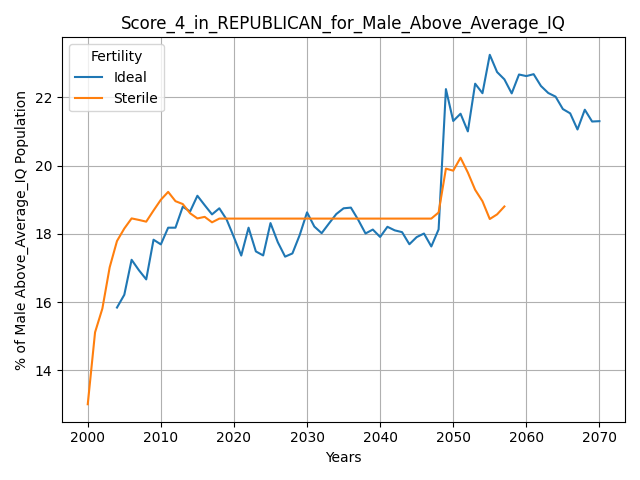 Score_4_in_REPUBLICAN_for_Male_Above_Average_IQ
% of Male Above_Average_IQ Population
Fertility
Ideal
Sterile
22
20
18
16
14
2000 2010 2020 2030 2040 2050 2060 2070
Years